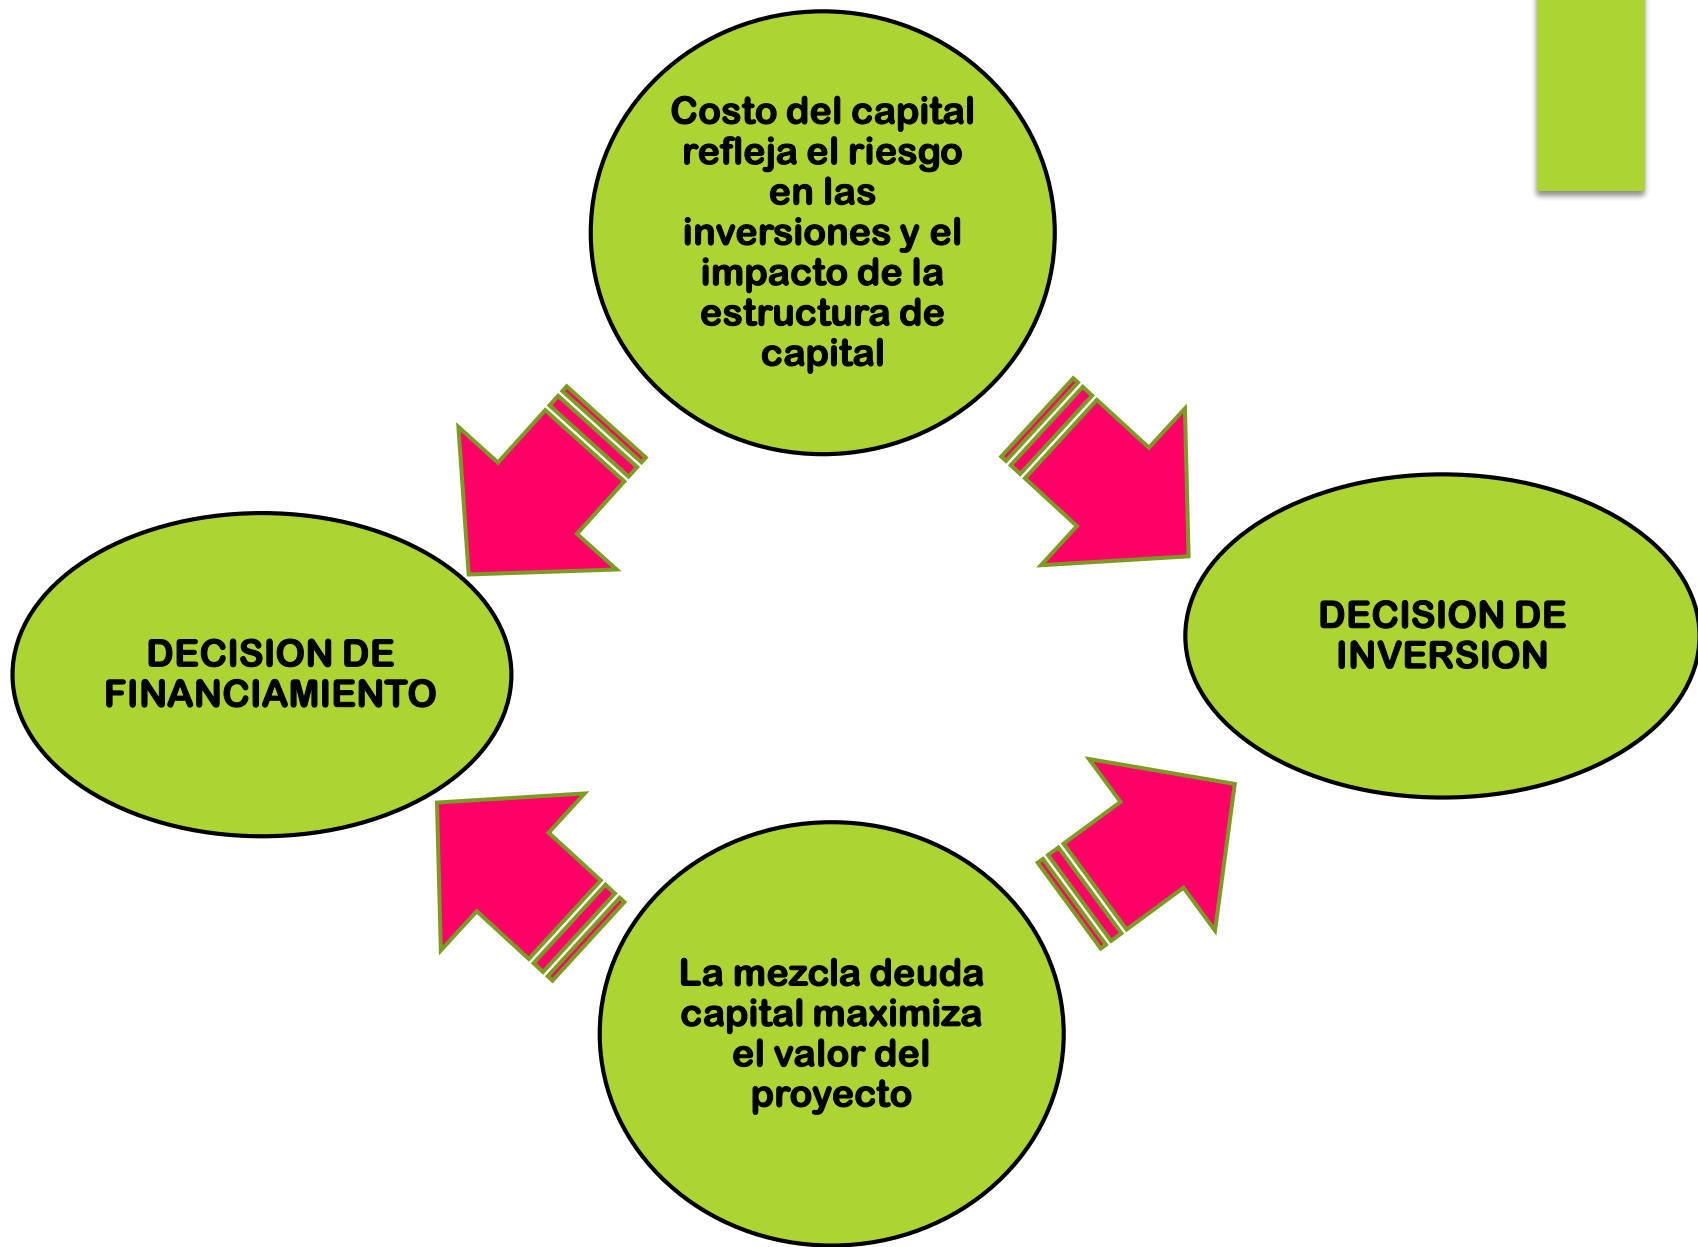 Costo del capital
refleja el riesgo
en las
inversiones y el
impacto de la
estructura de
capital
DECISION DE
FINANCIAMIENTO
DECISION DE
INVERSION
La mezcla deuda
capital maximiza
el valor del
proyecto